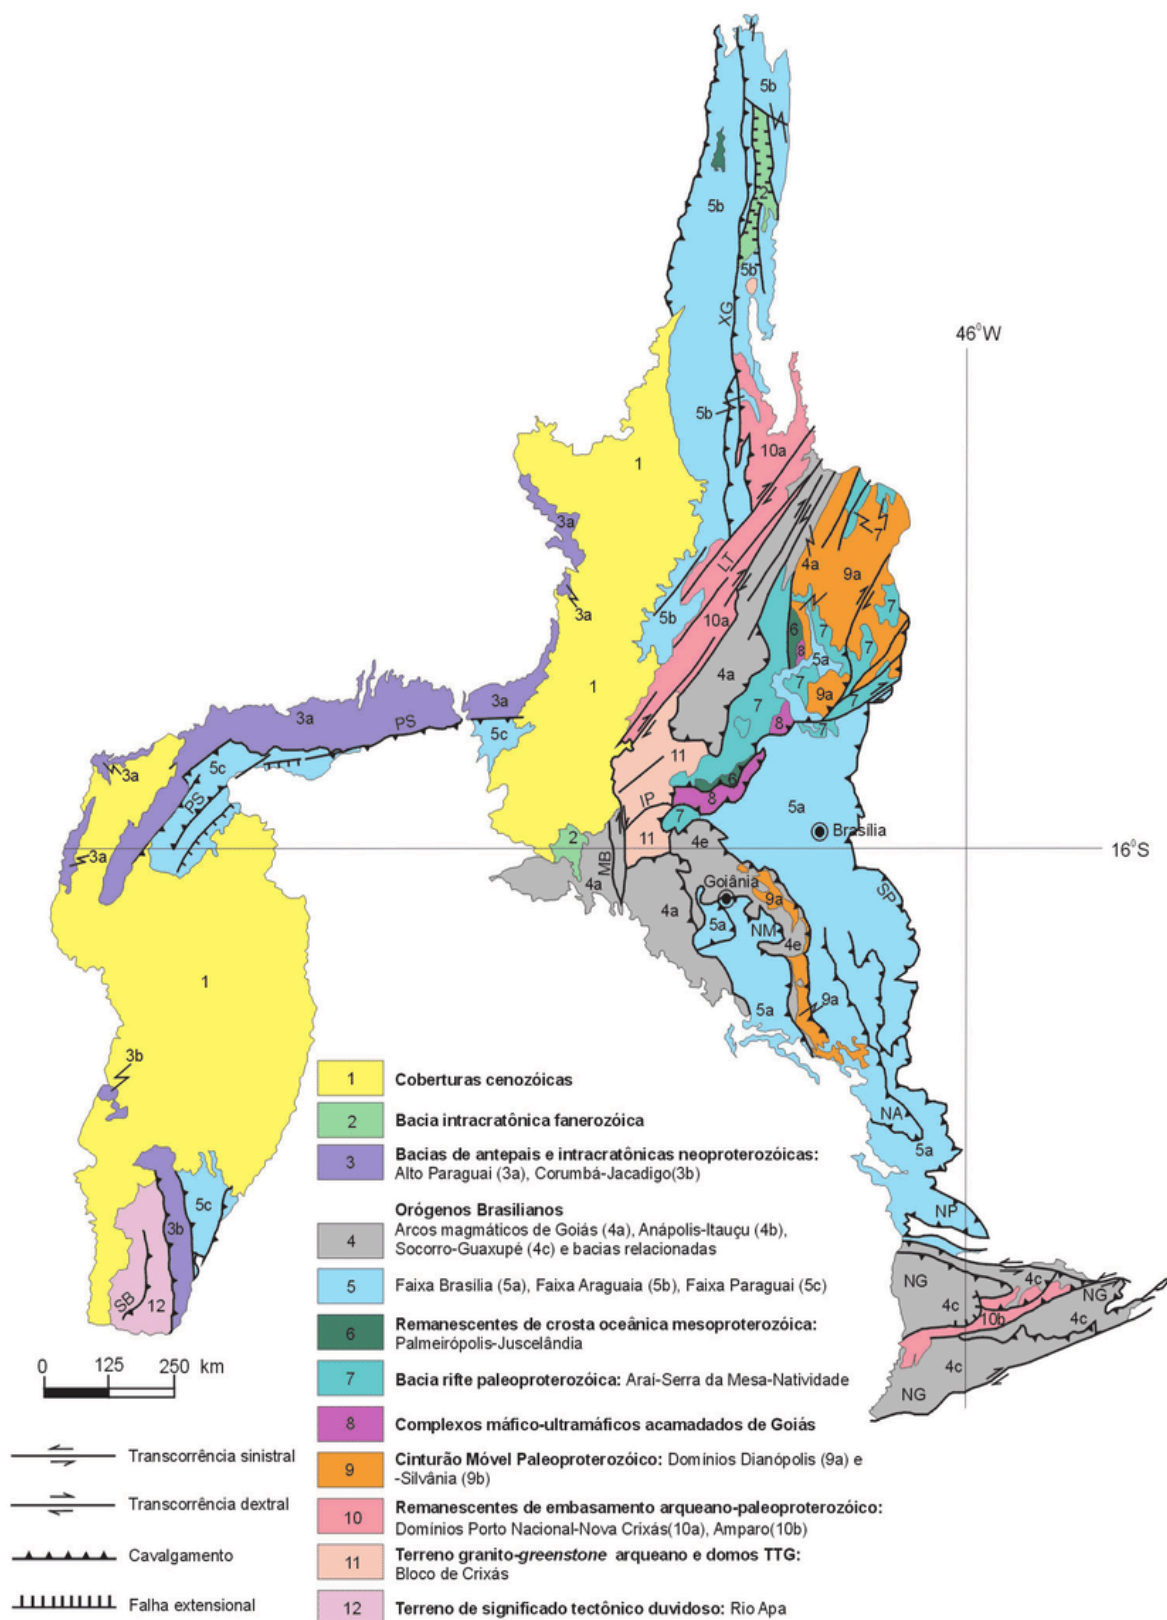 5b
5b
2
5b
XG
46⁰W
5b
1
10a
3a
7
4a
9a
LT
3a
5b
10a
7
6
8
5a
7
4a
3a
1
7
9a
7
3a
PS
7
8
7
5c
5c
3a
11
6
PS
IP
8
5a
7
Brasília
2
11
4e
16⁰S
3a
MB
4a
Goiânia
SP
9a
4a
5a
NM
4e
5a
1
9a
5a
3b
NA
5a
NP
5c
3b
NG
4c
NG
4c
10b
4c
SB
12
4c
NG
1 Coberturas cenozóicas
2 Bacia intracratônica fanerozóica
3 Bacias de antepais e intracratônicas neoproterozóicas:
Alto Paraguai (3a), Corumbá-Jacadigo(3b)
Orógenos Brasilianos
4 Arcos magmáticos de Goiás (4a), Anápolis-Itauçu (4b),
Socorro-Guaxupé (4c) e bacias relacionadas
5 Faixa Brasília (5a), Faixa Araguaia (5b), Faixa Paraguai (5c)
6 Remanescentes de crosta oceânica mesoproterozóica:
Palmeirópolis-Juscelândia
7 Bacia rifte paleoproterozóica: Arai-Serra da Mesa-Natividade
8 Complexos máfico-ultramáficos acamadados de Goiás
9 Cinturão Móvel Paleoproterozóico: Domínios Dianópolis (9a) e
-Silvânia (9b)
10 Remanescentes de embasamento arqueano-paleoproterozóico:
Domínios Porto Nacional-Nova Crixás(10a), Amparo(10b)
11 Terreno granito-greenstone arqueano e domos TTG:
Bloco de Crixás
12 Terreno de significado tectônico duvidoso: Rio Apa
0 125 250 km
Transcorrência sinistral
Transcorrência dextral
Cavalgamento
Falha extensional